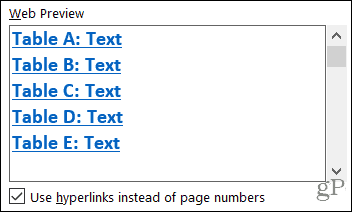 Web Preview
Table A: Text
Table B: Text
Table C: Text
Table D: Text
Table E: Text
Use hyperlinks instead of page numbers
gP